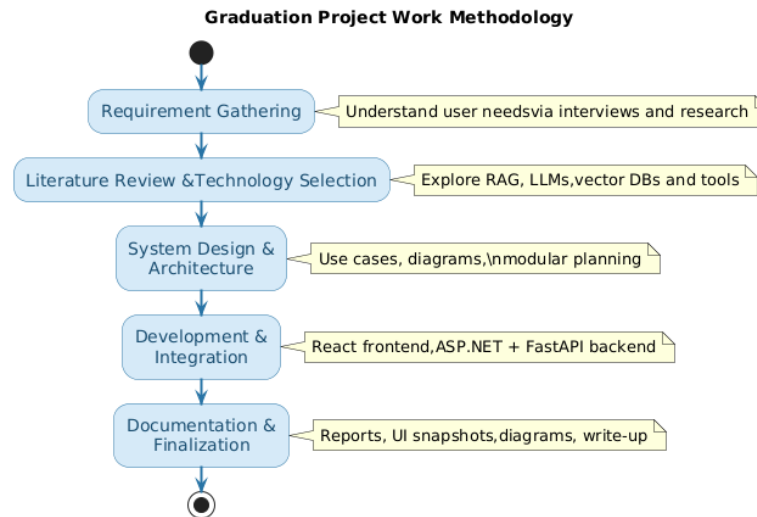 Graduation Project Work Methodology
Requirement Gathering
Understand user needsvia interviews and research
Literature Review &Technology Selection
Explore RAG, LLMs,vector DBs and tools
System Design &
Architecture
Use cases, diagrams,\nmodular planning
Development &
Integration
React frontend,ASP.NET + FastAPI backend
Documentation &
Finalization
Reports, UI snapshots,diagrams, write-up